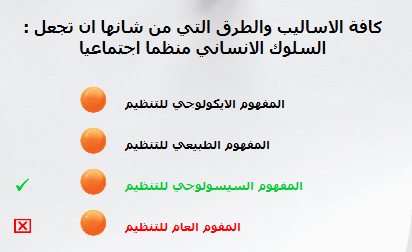 كافة الاساليب والطرق التي من شانها ان تجعل :
السلوك الانساني منظما اجتماعيا
المفهوم الايكولوجي للتنظيم
المفهوم الطبيعي للتنظيم
المفهوم السيسولوجي للتنظيم
المفوم العام للتنظيم